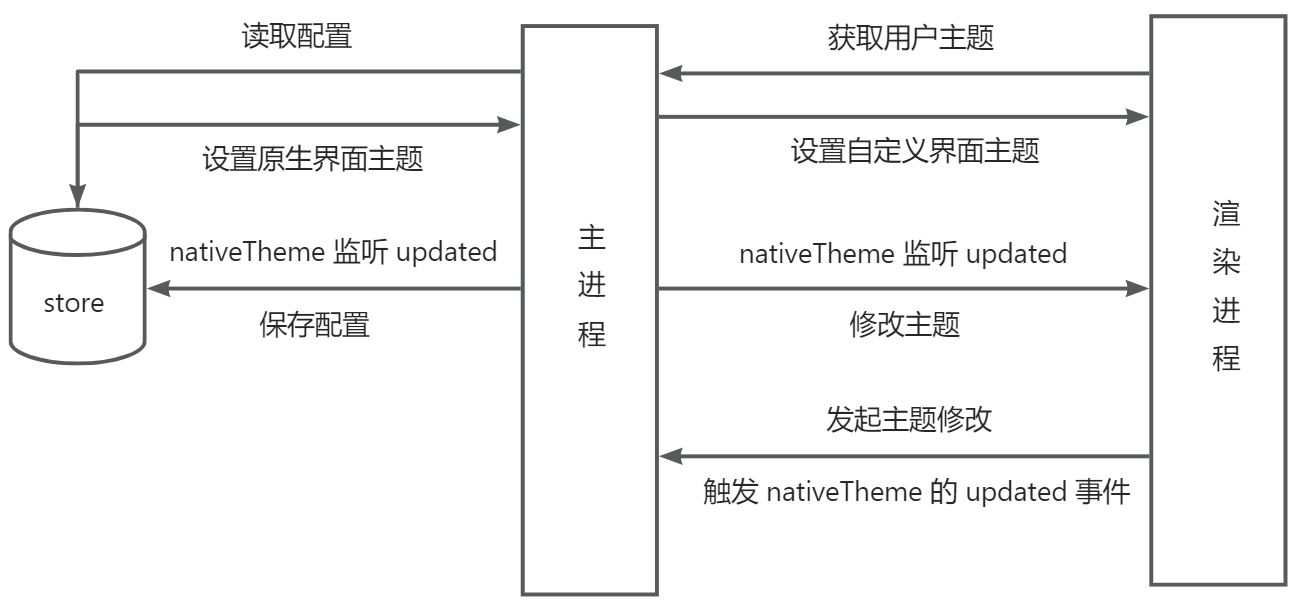 读取配置
获取用户主题
设置原生界面主题
设置自定义界面主题
主进程
渲染进程
nativeTheme 监听 updated
nativeTheme 监听 updated
store
保存配置
修改主题
发起主题修改
触发 nativeTheme 的 updated 事件